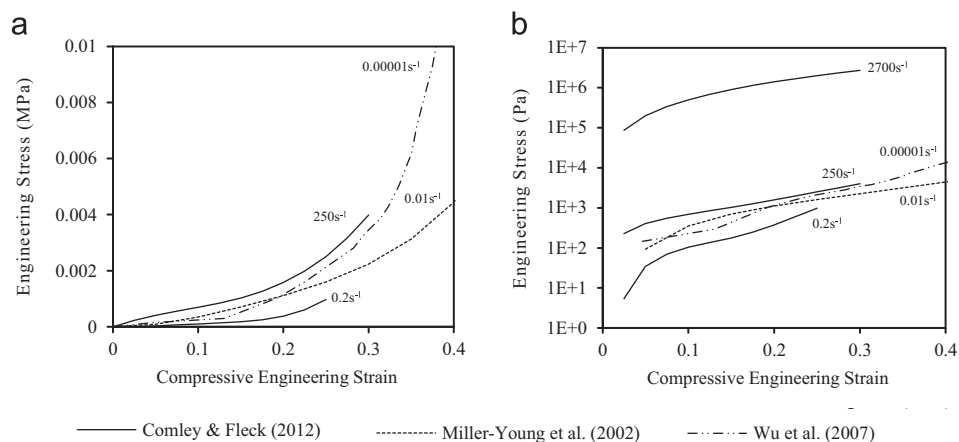 a
b
0.01
0.008
0.006
0.004
0.002
0
Engineering Stress (MPa)
0.00001s⁻¹
0.01s⁻¹
250s⁻¹
0.2s⁻¹
0 0.1 0.2 0.3 0.4
Compressive Engineering Strain
1E+7
1E+6
1E+5
1E+4
1E+3
1E+2
1E+1
1E+0
Engineering Stress (Pa)
2700s⁻¹
0.00001s⁻¹
250s⁻¹
0.01s⁻¹
0.2s⁻¹
0 0.1 0.2 0.3 0.4
Compressive Engineering Strain
Comley & Fleck (2012) Miller-Young et al. (2002) Wu et al. (2007)